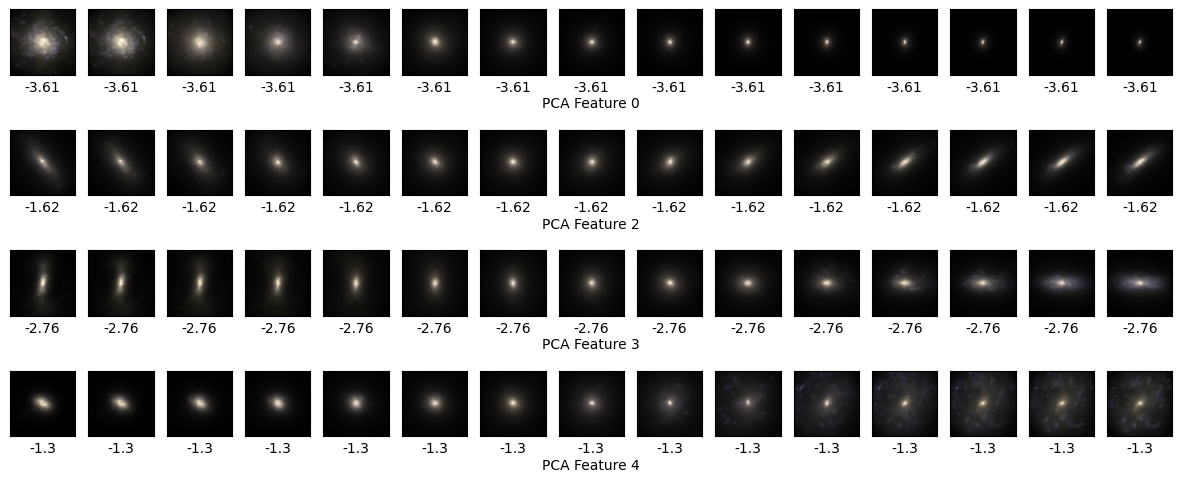 -3.61 -3.61 -3.61 -3.61 -3.61 -3.61 -3.61 -3.61 -3.61 -3.61 -3.61 -3.61 -3.61 -3.61 -3.61
PCA Feature 0
-1.62 -1.62 -1.62 -1.62 -1.62 -1.62 -1.62 -1.62 -1.62 -1.62 -1.62 -1.62 -1.62 -1.62 -1.62
PCA Feature 2
-2.76 -2.76 -2.76 -2.76 -2.76 -2.76 -2.76 -2.76 -2.76 -2.76 -2.76 -2.76 -2.76 -2.76 -2.76
PCA Feature 3
-1.3 -1.3 -1.3 -1.3 -1.3 -1.3 -1.3 -1.3 -1.3 -1.3 -1.3 -1.3 -1.3 -1.3 -1.3
PCA Feature 4